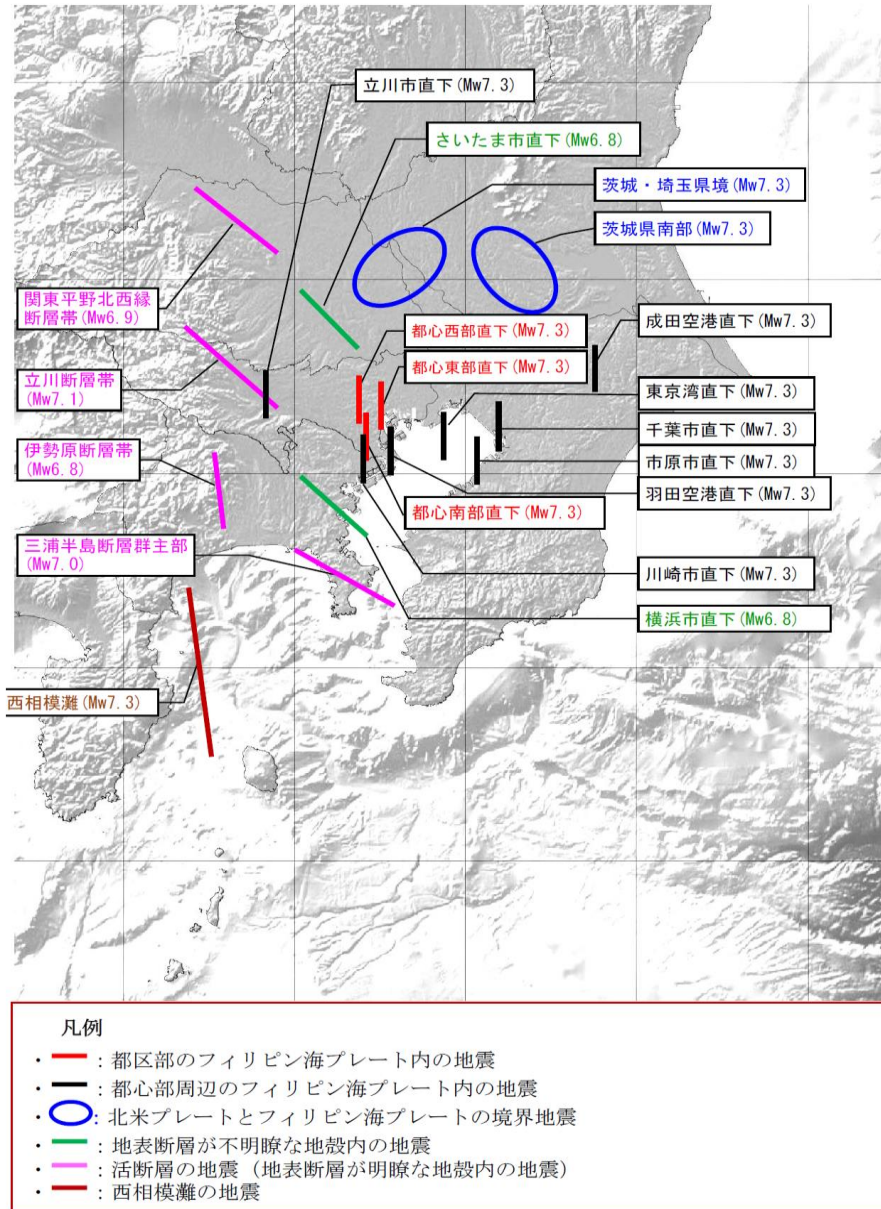 立川市直下(Mw7.3)
さいたま市直下(Mw6.8)
茨城・埼玉県境(Mw7.3)
茨城県南部(Mw7.3)
関東平野北西縁
断層帯(Mw6.9)
都心西部直下(Mw7.3)
成田空港直下(Mw7.3)
都心東部直下(Mw7.3)
立川断層帯
(Mw7.1)
東京湾直下(Mw7.3)
千葉市直下(Mw7.3)
伊勢原断層帯
(Mw6.8)
市原市直下(Mw7.3)
羽田空港直下(Mw7.3)
都心南部直下(Mw7.3)
三浦半島断層群主部
(Mw7.0)
川崎市直下(Mw7.3)
横浜市直下(Mw6.8)
西相模灘(Mw7.3)
凡例
・ : 都区部のフィリピン海プレート内の地震
・ : 都心部周辺のフィリピン海プレート内の地震
・ : 北米プレートとフィリピン海プレートの境界地震
・ : 地表断層が不明瞭な地殻内の地震
・ : 活断層の地震（地表断層が明瞭な地殻内の地震）
・ : 西相模灘の地震